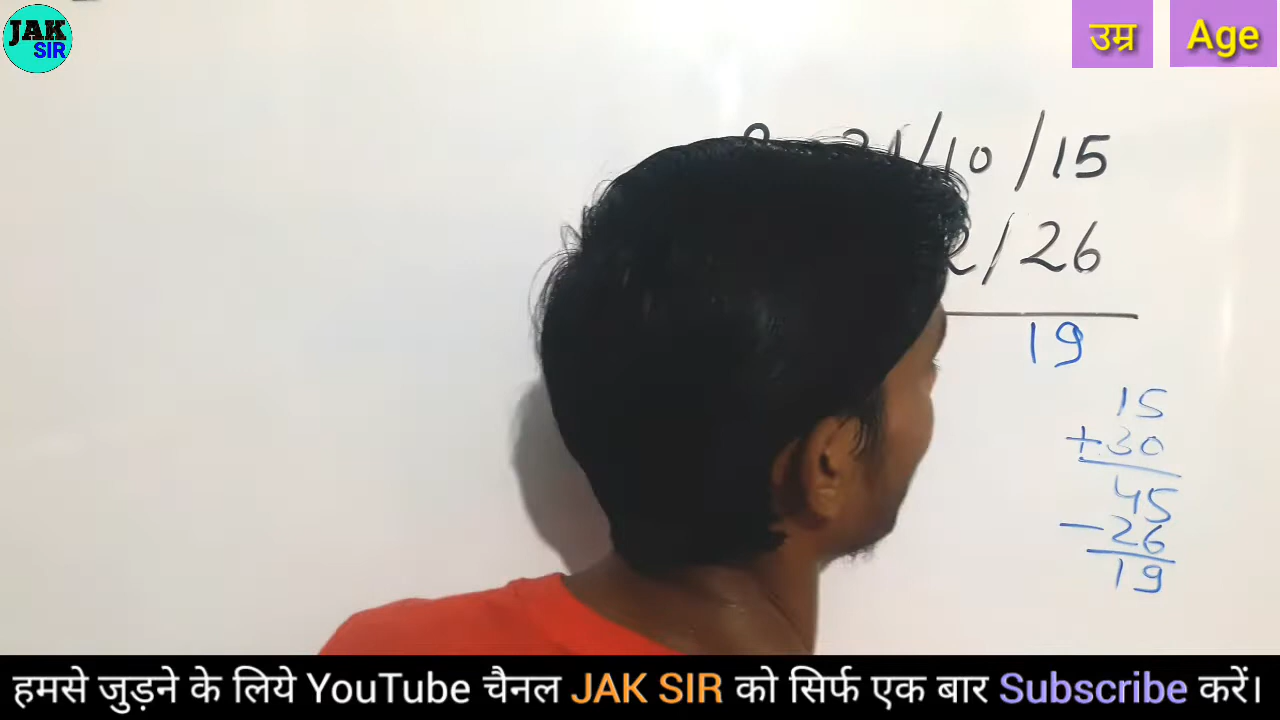 JAK
SIR
उम्र
Age
/10/15
2/26
19
15
+30
45
-26
19
हमसे जुड़ने के लिये YouTube चैनल JAK SIR को सिर्फ एक बार Subscribe करें।